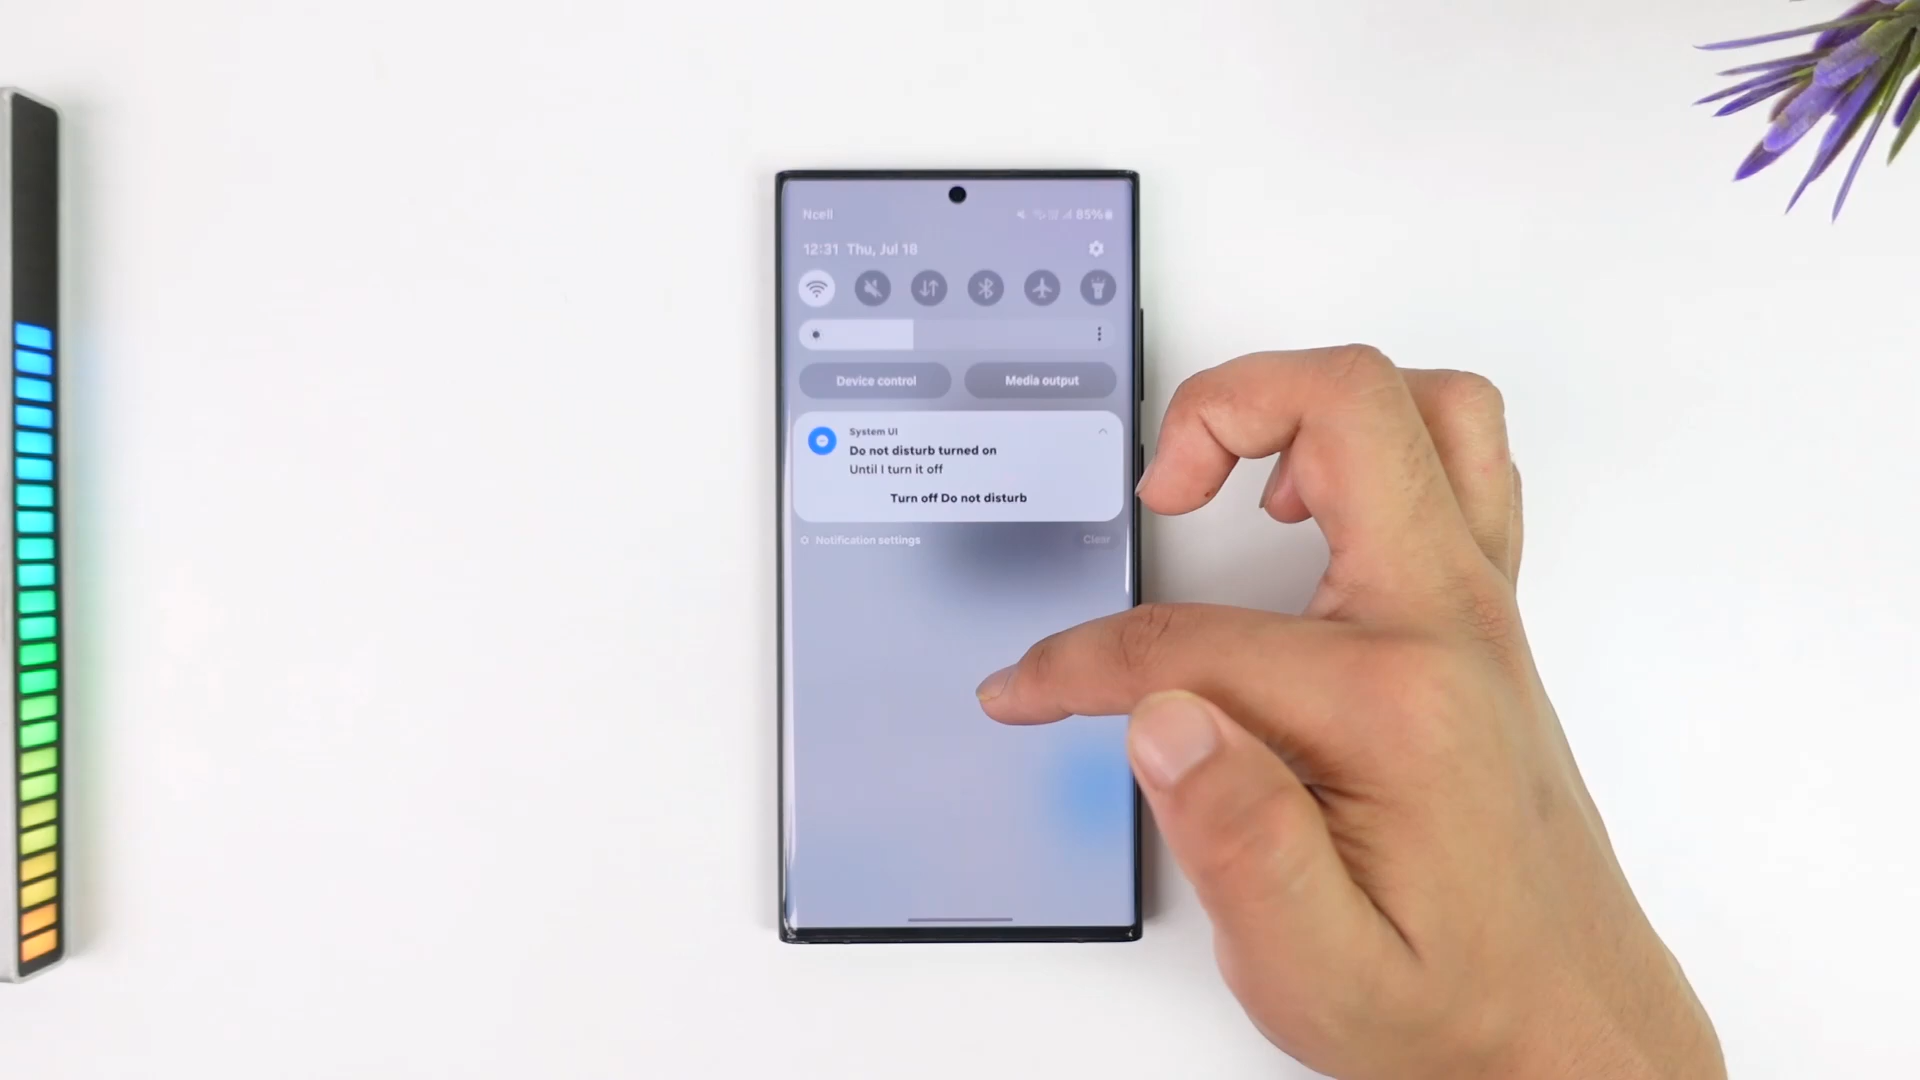 Ncell
85%
12:31 Thu, Jul 18
Device control
Media output
System UI
Do not disturb turned on
Until I turn it off
Turn off Do not disturb
Notification settings
Clear